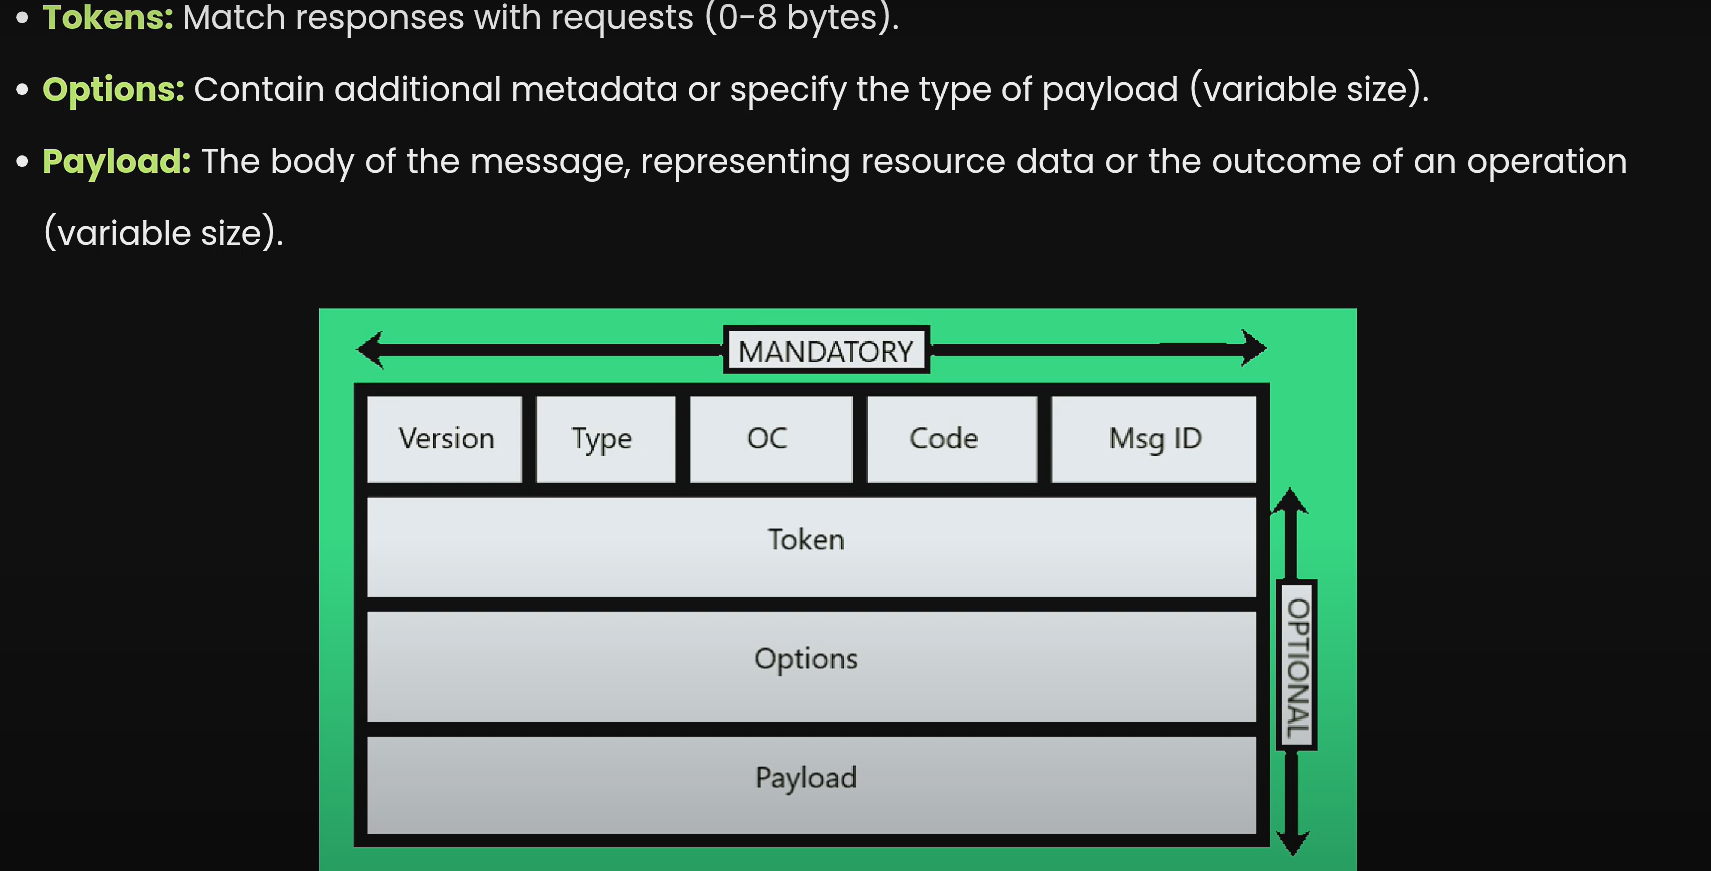 • Tokens: Match responses with requests (0-8 bytes).
• Options: Contain additional metadata or specify the type of payload (variable size).
• Payload: The body of the message, representing resource data or the outcome of an operation
(variable size).
MANDATORY
Version Type OC Code Msg ID
Token
Options
OPTIONAL
Payload